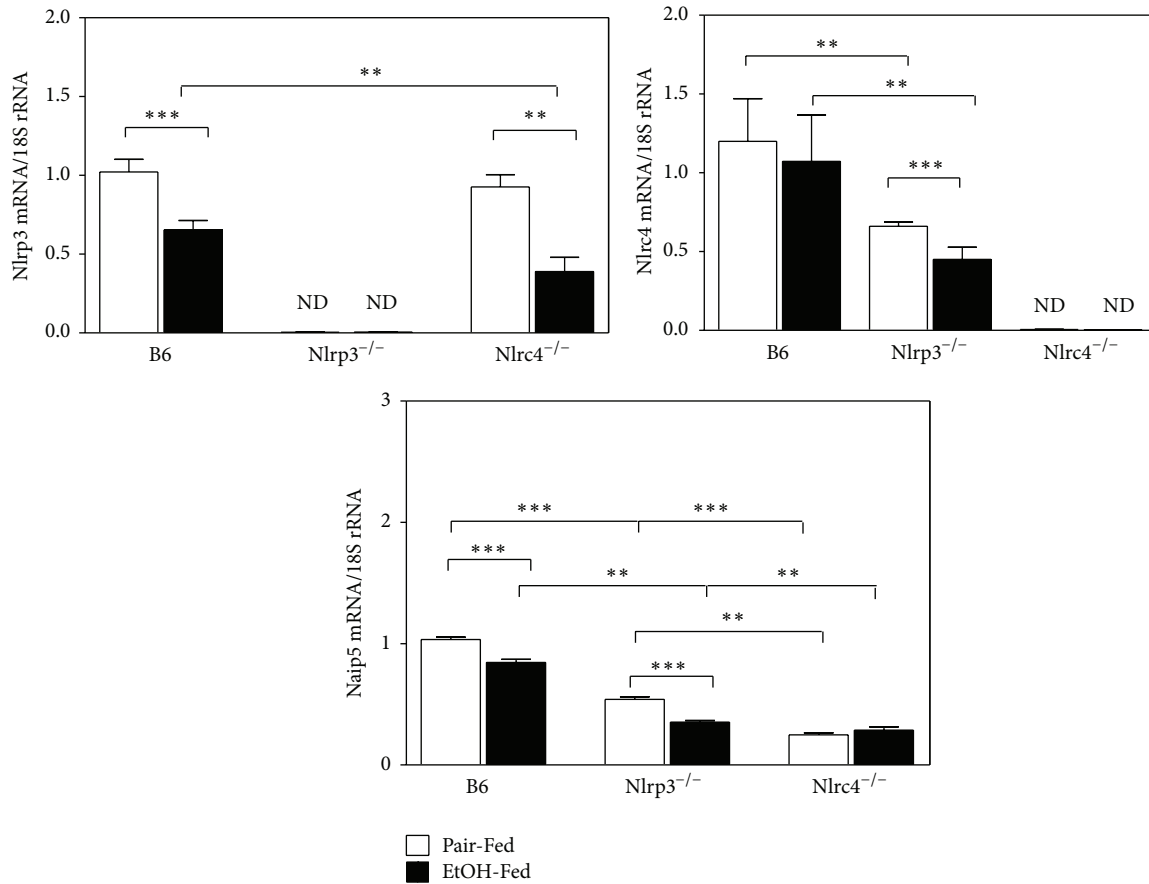 2.0
1.5
1.0
0.5
0.0
Nlrp3 mRNA/18S rRNA
**
***
**
ND
ND
B6
Nlrp3−/−
Nlrc4−/−
2.0
1.5
1.0
0.5
0.0
Nlrc4 mRNA/18S rRNA
**
**
***
ND
ND
B6
Nlrp3−/−
Nlrc4−/−
3
2
1
0
Naip5 mRNA/18S rRNA
***
***
***
**
**
**
***
B6
Nlrp3−/−
Nlrc4−/−
Pair-Fed
EtOH-Fed